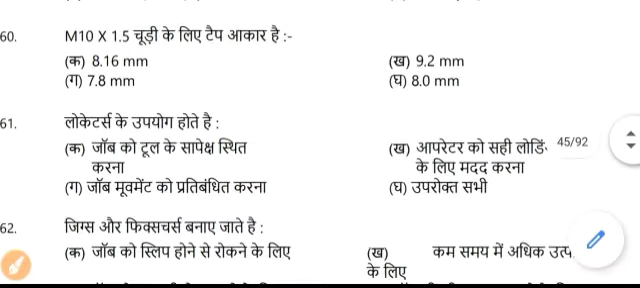 60. M10 X 1.5 चूड़ी के लिए टैप आकार है :-
(क) 8.16 mm (ख) 9.2 mm
(ग) 7.8 mm (घ) 8.0 mm
61. लोकेटर्स के उपयोग होते है :
(क) जॉब को टूल के सापेक्ष स्थित (ख) आपरेटर को सही लोडिं 45/92
करना के लिए मदद करना
(ग) जॉब मूवमेंट को प्रतिबंधित करना (घ) उपरोक्त सभी
62. जिग्स और फिक्सचर्स बनाए जाते है :
(क) जॉब को स्लिप होने से रोकने के लिए (ख) कम समय में अधिक
के लिए